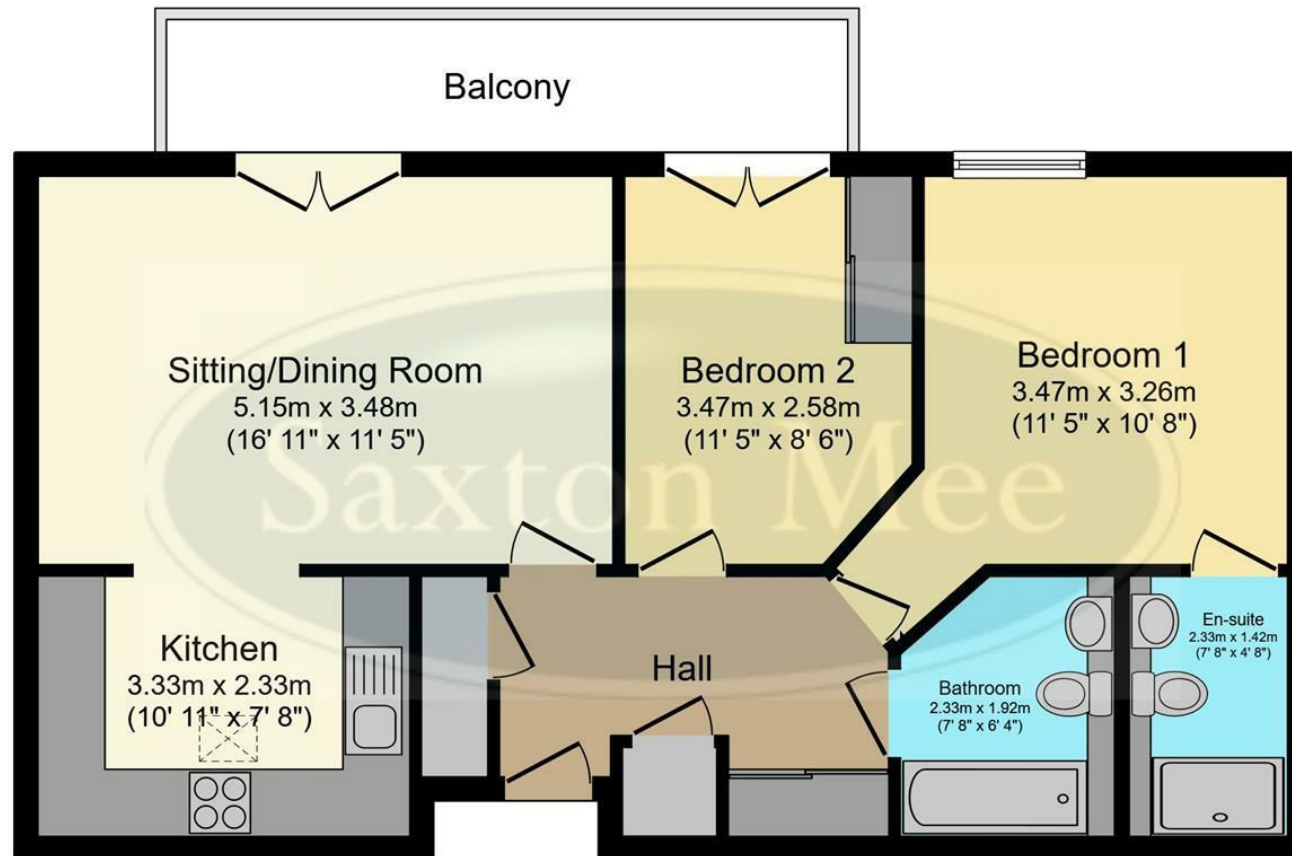 Balcony
Sitting/Dining Room
5.15m x 3.48m
(16' 11" x 11' 5")
Bedroom 2
3.47m x 2.58m
(11' 5" x 8' 6")
Bedroom 1
3.47m x 3.26m
(11' 5" x 10' 8")
Saxton Mee
Kitchen
3.33m x 2.33m
(10' 11" x 7' 8")
Hall
Bathroom
2.33m x 1.92m
(7' 8" x 6' 4")
En-suite
2.33m x 1.42m
(7' 8" x 4' 8")